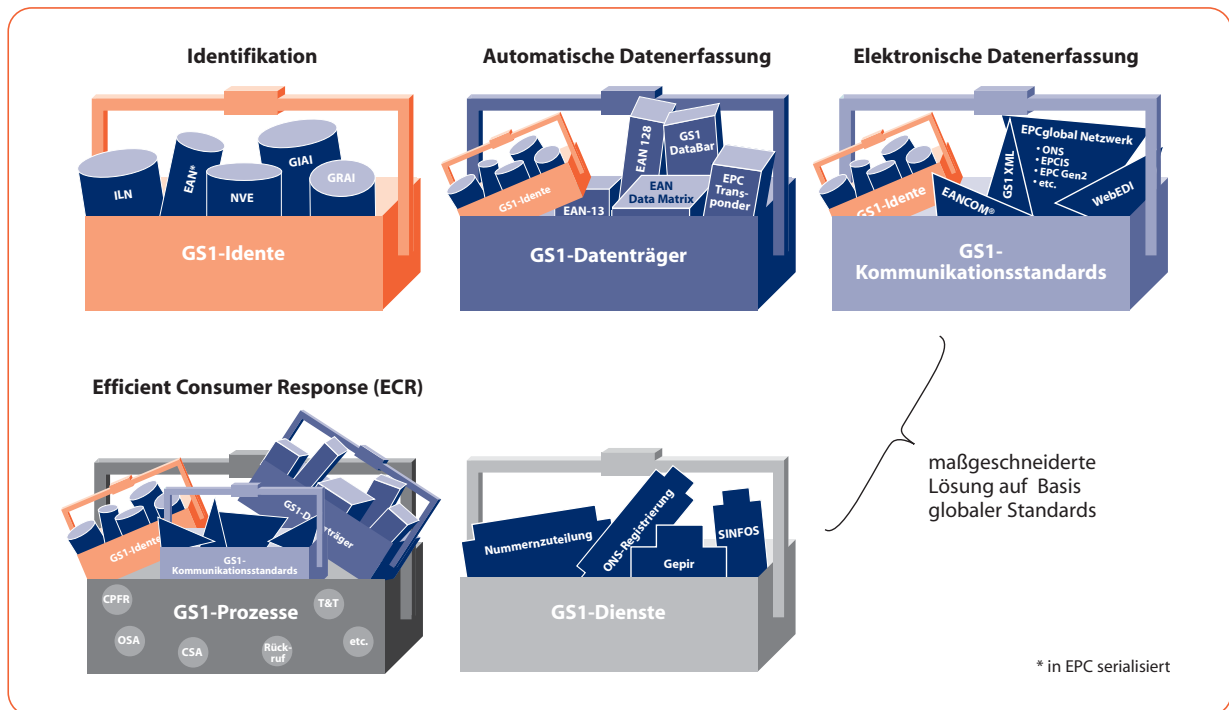 Identifikation
ILN
EAN*
NVE
GIAI
GRAI
GS1-Idente
Automatische Datenerfassung
GS1-Idente
EAN-13
EAN 128
GS1
DataBar
EAN
Data Matrix
EPC
Trans-
ponder
GS1-Datenträger
Elektronische Datenerfassung
GS1-Idente
EANCOM®
GS1 XML
EPCglobal Netzwerk
• ONS
• EPCIS
• EPC Gen2
• etc.
WebEDI
GS1-
Kommunikationsstandards
Efficient Consumer Response (ECR)
GS1-Idente
GS1-Datenträger
GS1-
Kommunikationsstandards
GS1-Prozesse
CPFR
OSA
CSA
Rück-
ruf
T&T
etc.
Nummernzuteilung
ONS-Registrierung
Gepir
SINFOS
GS1-Dienste
maßgeschneiderte
Lösung auf Basis
globaler Standards
* in EPC serialisiert